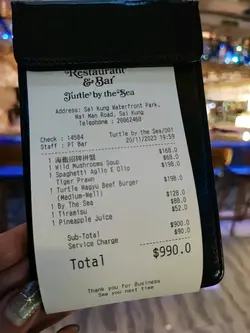 Restaurant
& Bar
Turtle by the Sea
Address: Sai Kung Waterfront Park,
Wai Man Road, Sai Kung
Telephone : 20062468
Check : 14584 Turtle by the Sea/001
Staff : PT Bar 20/11/2023 19:59
1 海龜招牌拼盤 $168.0
1 Wild Mushrooms Soup $68.0
1 Spaghetti Aglio E Olio $198.0
Tiger Prawn
1 Turtle Wagyu Beef Burger $198.0
(Medium-Well)
1 By The Sea $128.0
1 Tiramisu $88.0
1 Pineapple Juice $52.0
Sub-Total $900.0
Service Charge $90.0
Total $990.0
Thank you for Business
See you next time